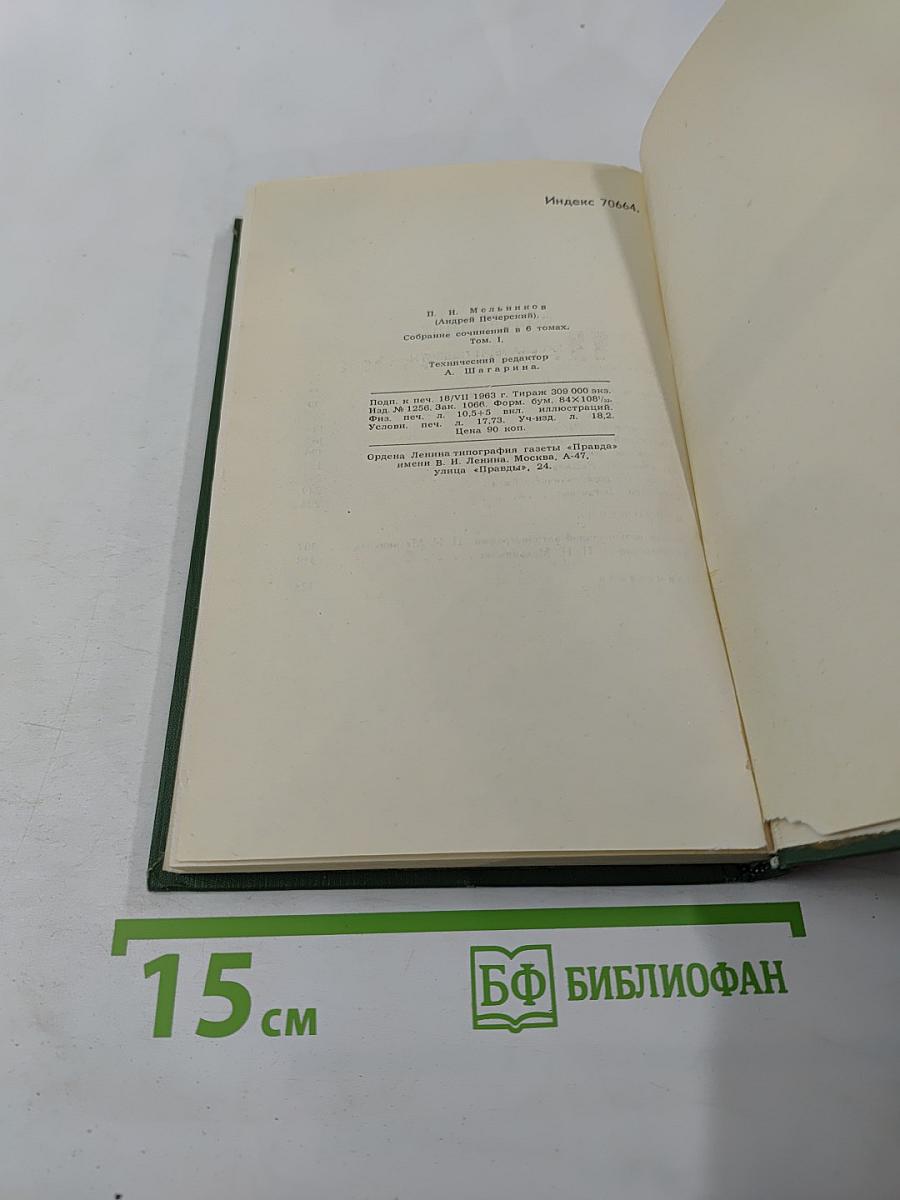 Индекс 70664.
П. И. Мельников
(Андрей Печерский).
Собрание сочинений в 6 томах.
Том. I.
Технический редактор
А. Шагарина.
Подп. к печ. 18/VII 1963 г. Тираж 309 000 экз.
Изд. № 1256. Зак. 1066. Форм. бум. 84×108¹/₃₂.
Физ. печ. л. 10,5+5 вкл. иллюстраций.
Условн. печ. л. 17,73. Уч-изд. л. 18,2.
Цена 90 коп.
Ордена Ленина типография газеты «Правда»
имени В. И. Ленина. Москва, А-47,
улица «Правды», 24.
15 см
БФ БИБЛИОФАН